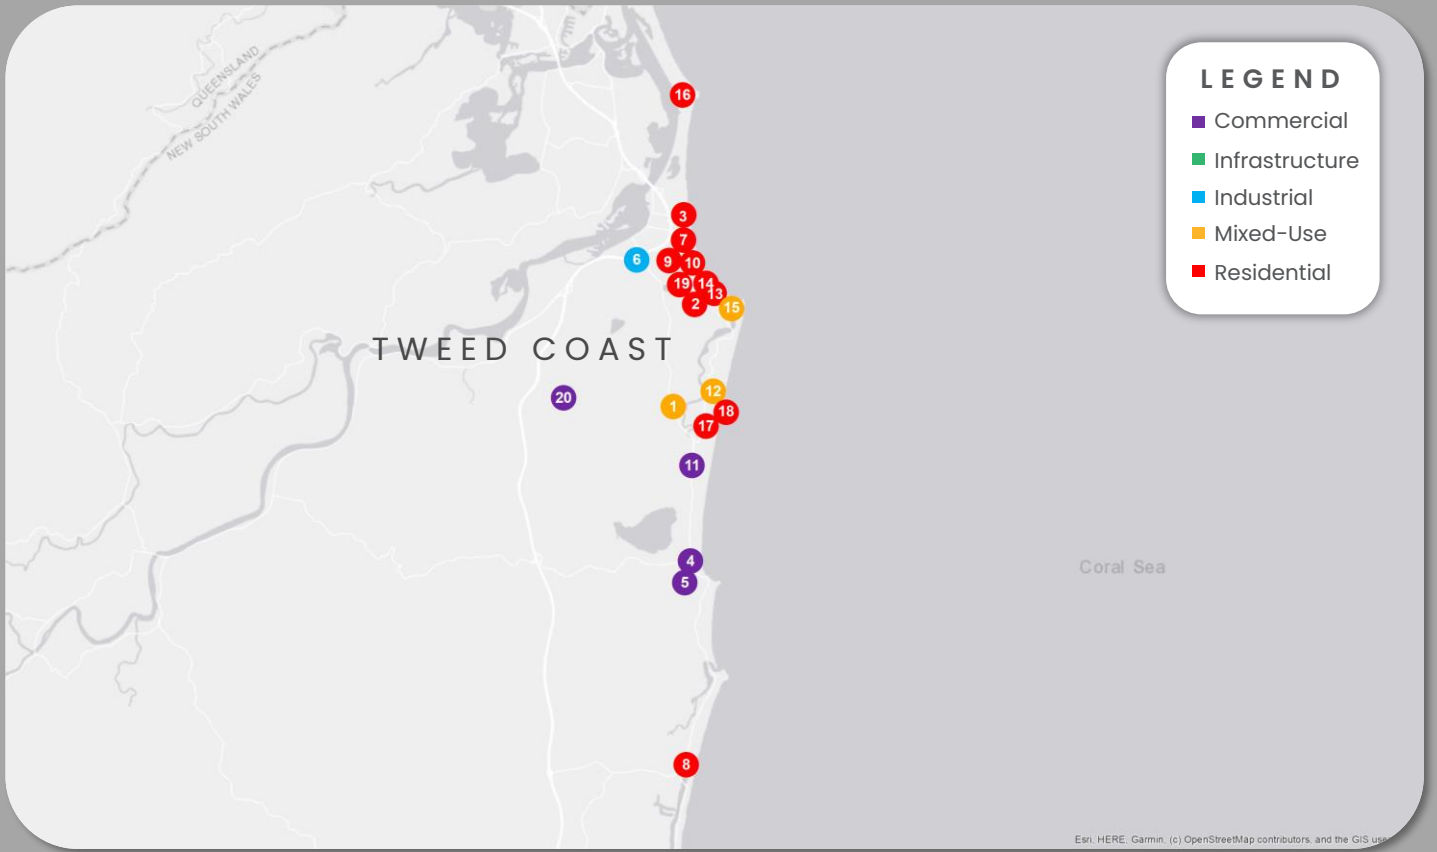 QUEENSLAND
NEW SOUTH WALES
16
LEGEND
Commercial
Infrastructure
Industrial
Mixed-Use
Residential
3
7
6
9
10
19
14
13
2
15
TWEED COAST
20
12
1
18
17
11
4
5
Coral Sea
8
Esri, HERE, Garmin, (c) OpenStreetMap contributors, and the GIS